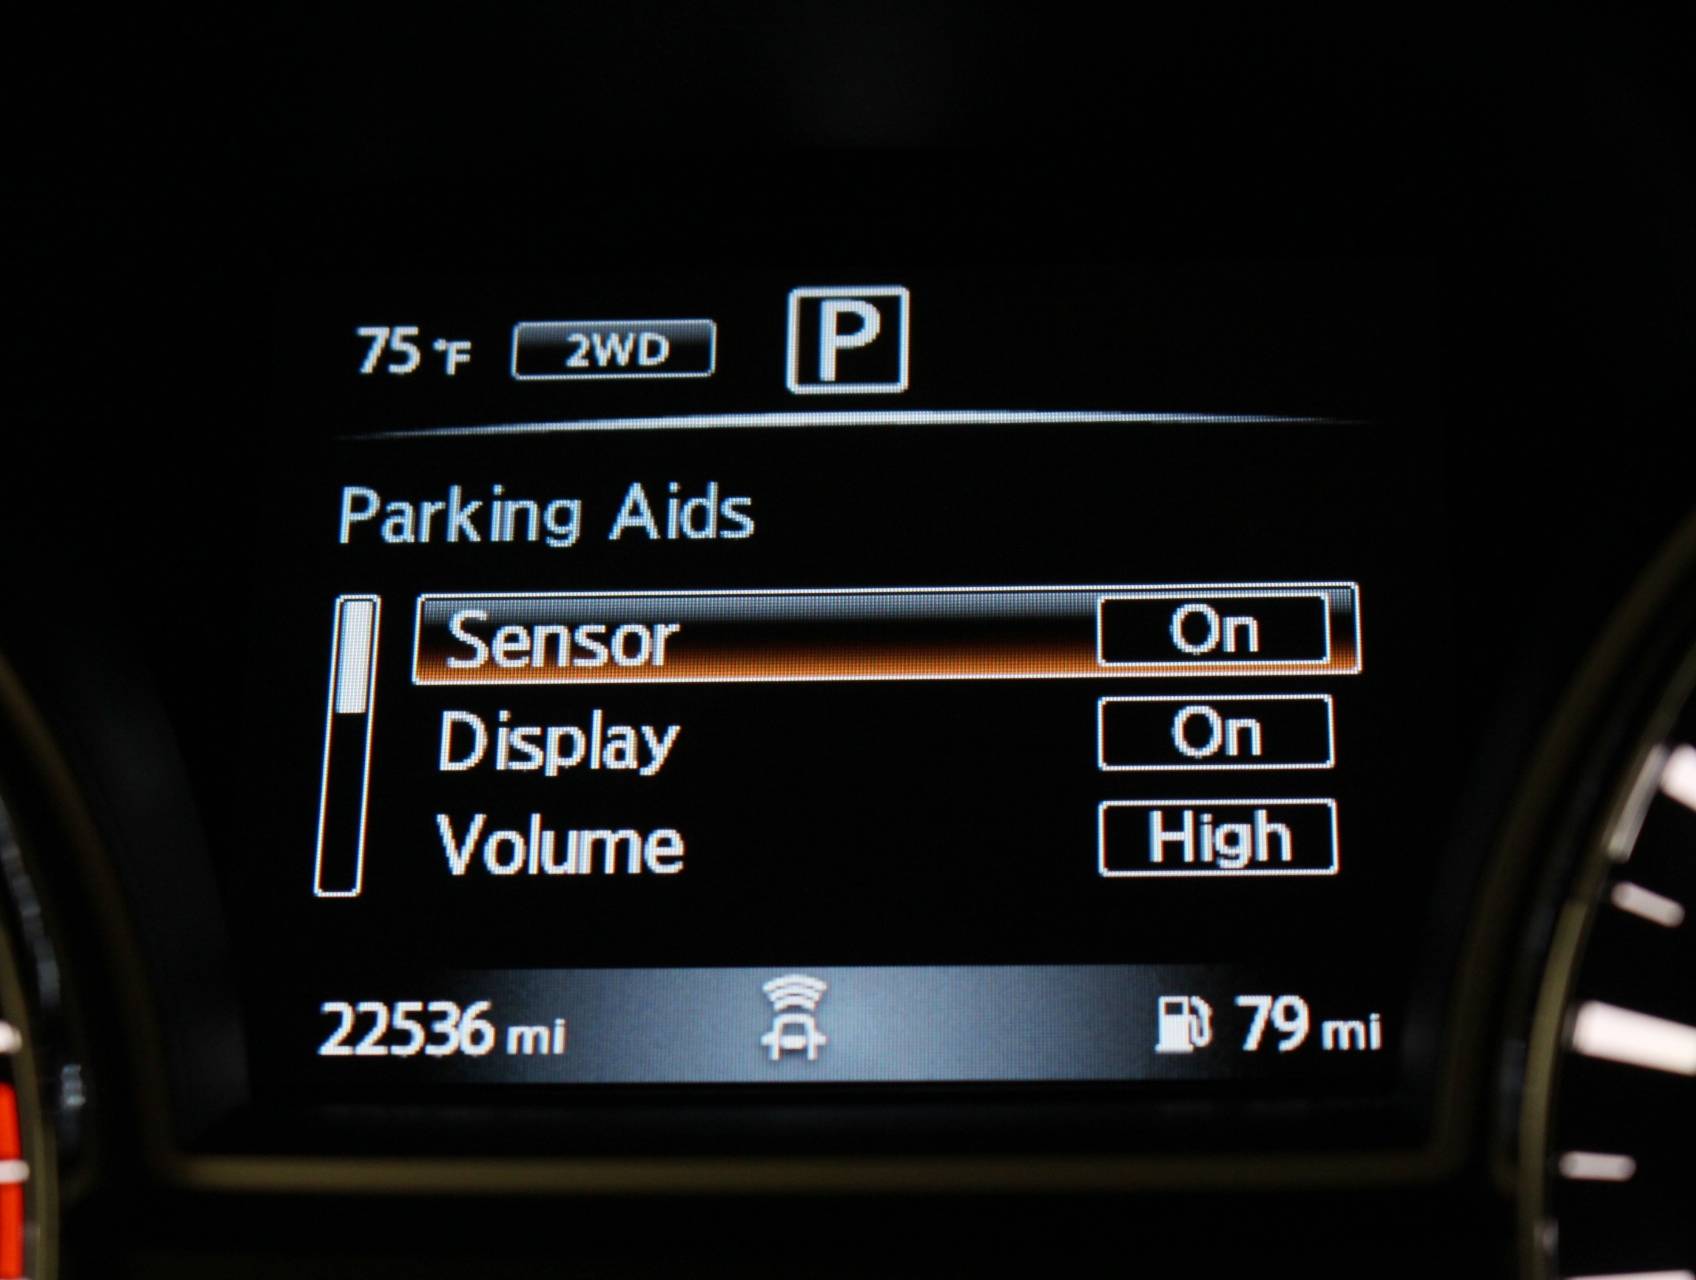 75 °F 2WD P
Parking Aids
Sensor On
Display On
Volume High
22536 mi 79 mi